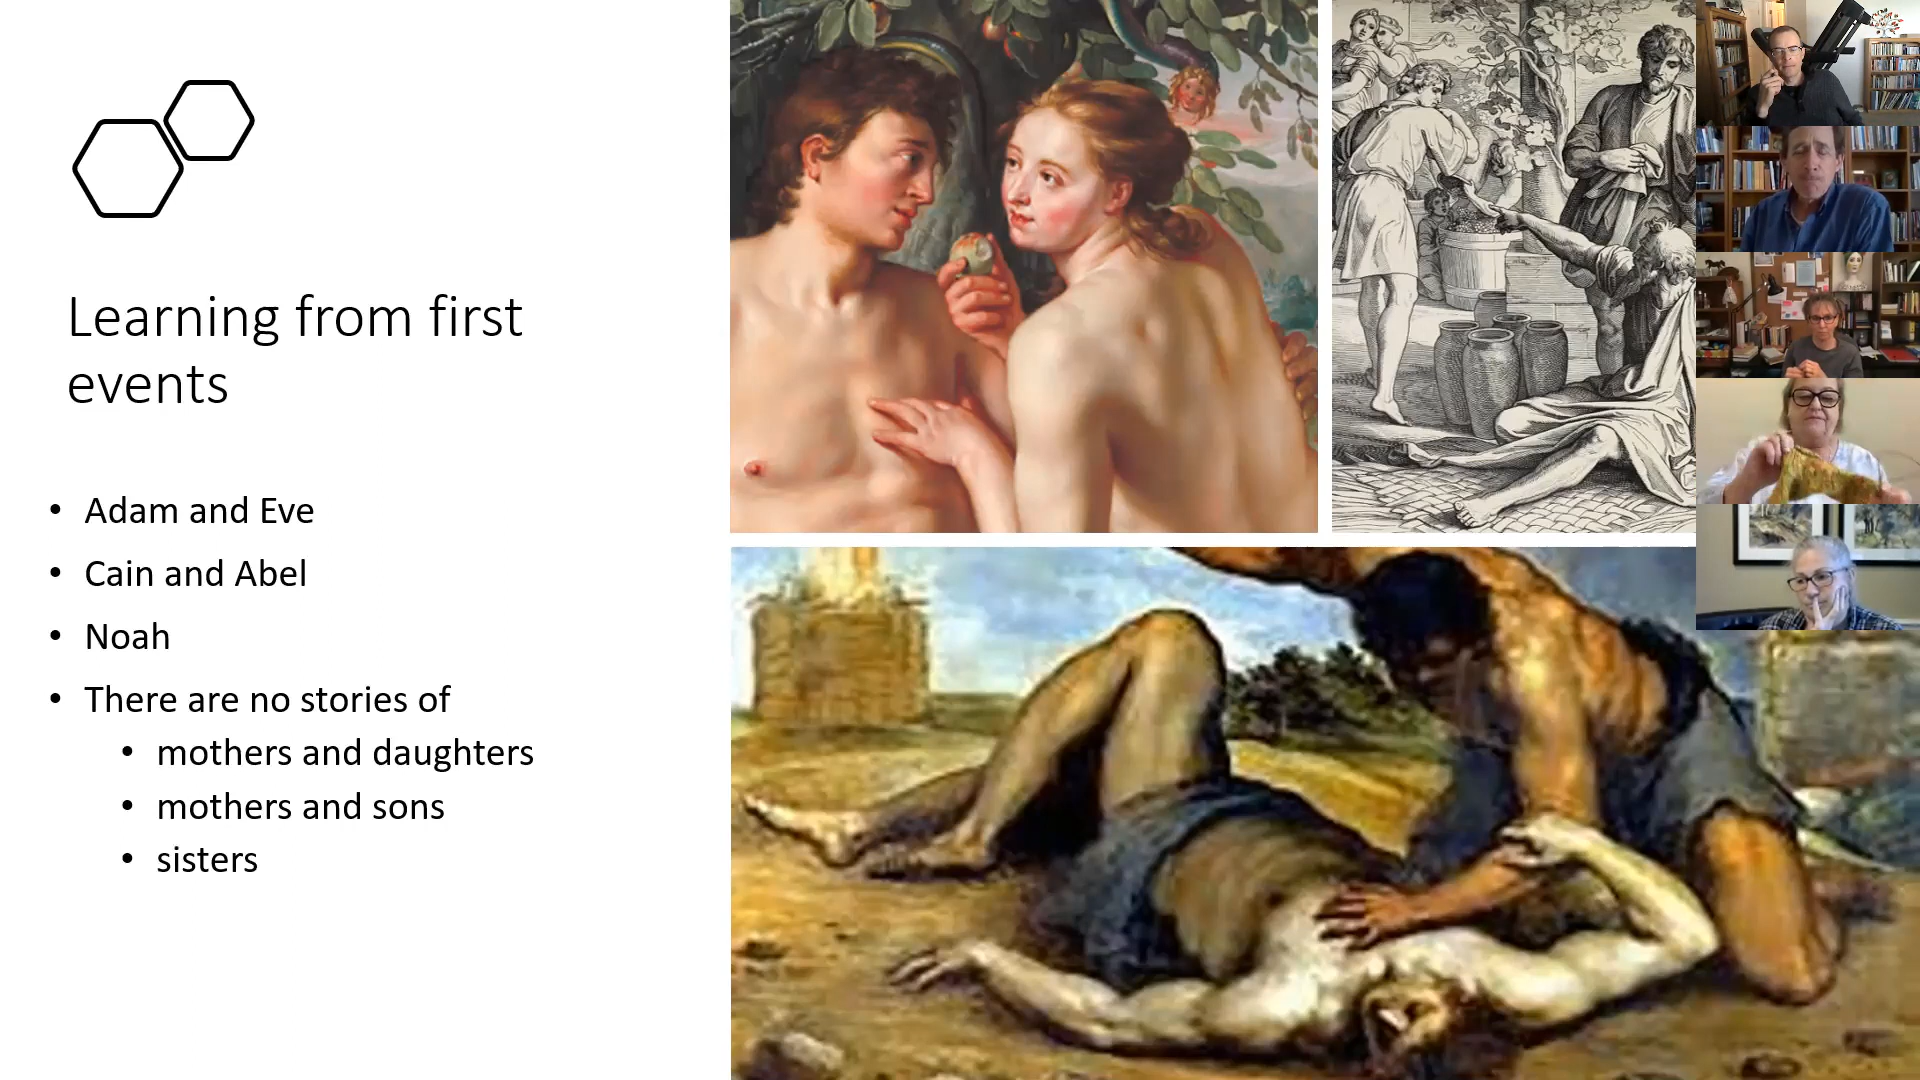 Learning from first
events
• Adam and Eve
• Cain and Abel
• Noah
• There are no stories of
• mothers and daughters
• mothers and sons
• sisters